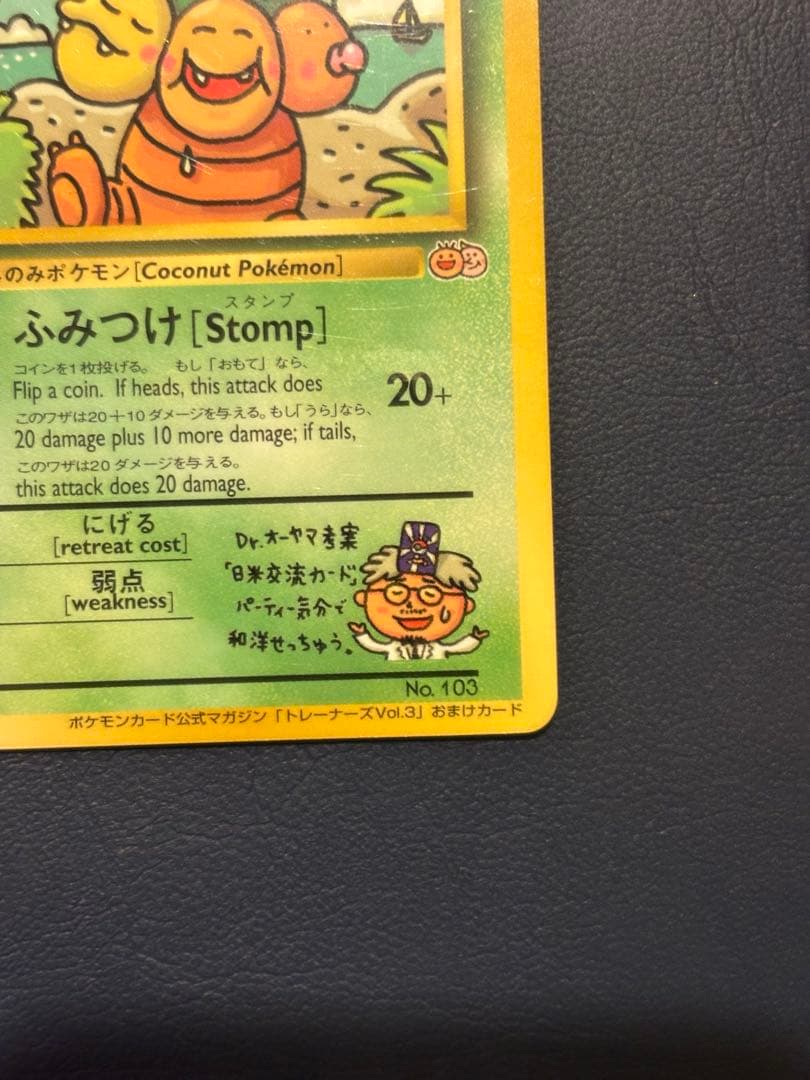 のみポケモン[Coconut Pokémon]
スタンプ
ふみつけ[Stomp]
コインを1枚投げる。 もし「おもて」なら、
Flip a coin. If heads, this attack does
20+
このワザは20+10ダメージを与える。もし「うら」なら、
20 damage plus 10 more damage; if tails,
このワザは20ダメージを与える。
this attack does 20 damage.
にげる
[retreat cost]
弱点
[weakness]
Dr.オーヤマ考案
「日米交流カード」
パーティー気分で
和洋せっちゅう。
No. 103
ポケモンカード公式マガジン「トレーナーズVol.3」おまけカード